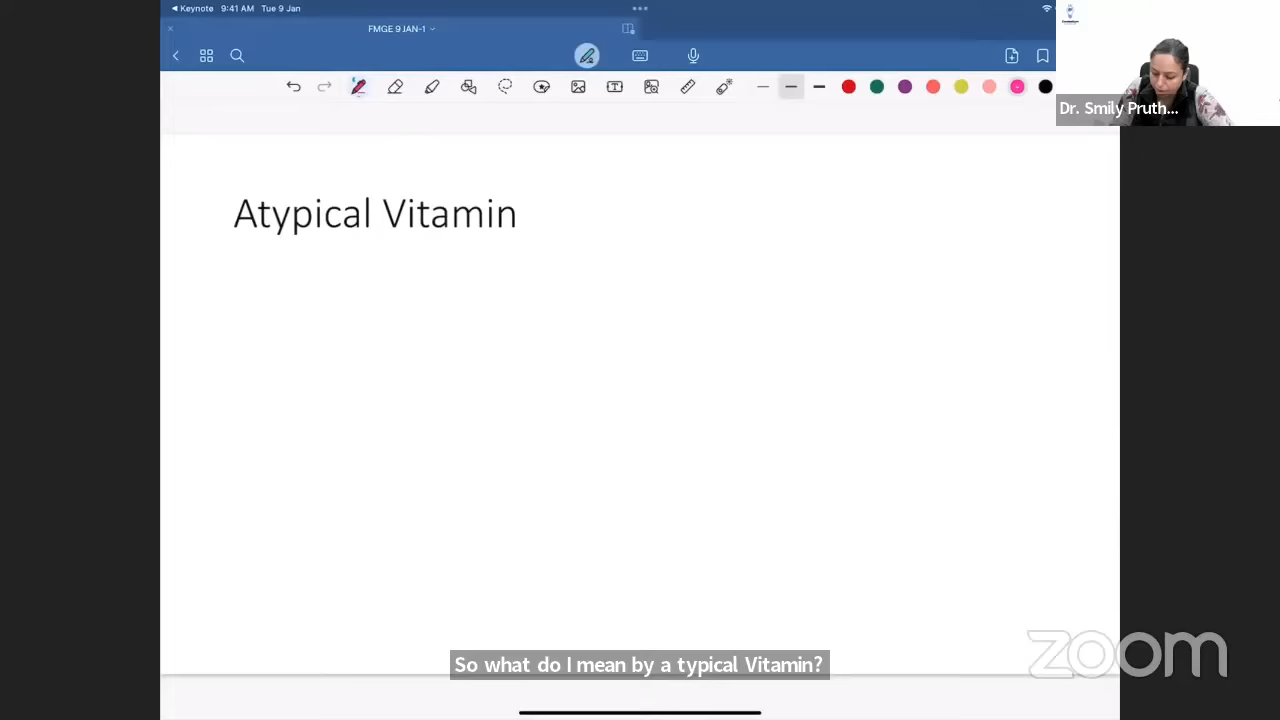 Keynote 9:41 AM Tue 9 Jan
FMGE 9 JAN-1
Dr. Smily Pruth...
Atypical Vitamin
So what do I mean by a typical Vitamin?
zoom